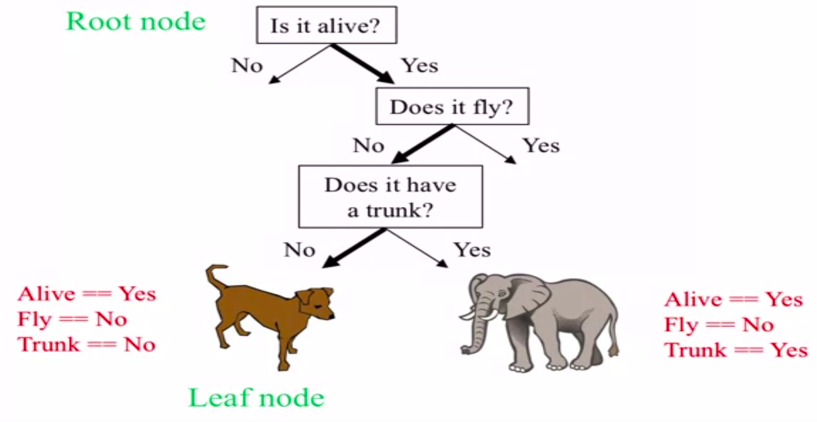 Root node
Is it alive?
No
Yes
Does it fly?
No
Yes
Does it have
a trunk?
No
Yes
Alive == Yes
Fly == No
Trunk == No
Alive == Yes
Fly == No
Trunk == Yes
Leaf node